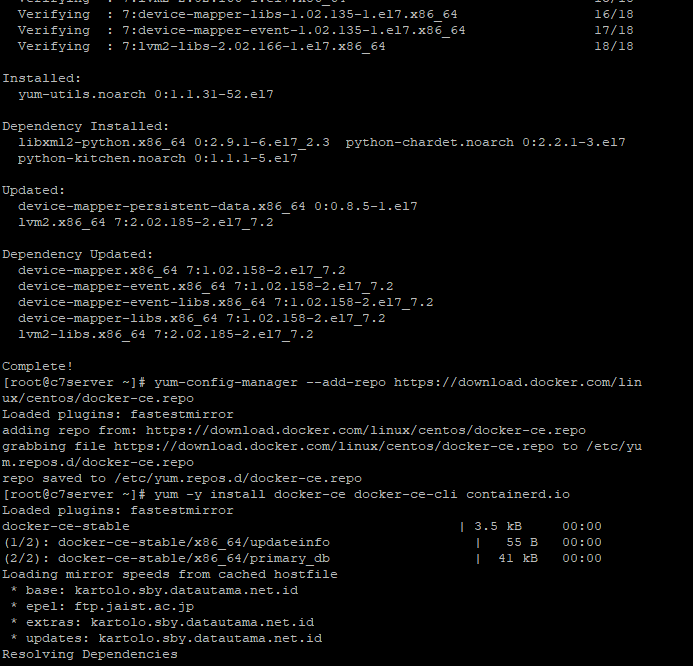 Verifying : 7:device-mapper-libs-1.02.135-1.el7.x86_64 16/18
Verifying : 7:device-mapper-event-1.02.135-1.el7.x86_64 17/18
Verifying : 7:lvm2-libs-2.02.166-1.el7.x86_64 18/18
Installed:
yum-utils.noarch 0:1.1.31-52.el7
Dependency Installed:
libxml2-python.x86_64 0:2.9.1-6.el7_2.3 python-chardet.noarch 0:2.2.1-3.el7
python-kitchen.noarch 0:1.1.1-5.el7
Updated:
device-mapper-persistent-data.x86_64 0:0.8.5-1.el7
lvm2.x86_64 7:2.02.185-2.el7_7.2
Dependency Updated:
device-mapper.x86_64 7:1.02.158-2.el7_7.2
device-mapper-event.x86_64 7:1.02.158-2.el7_7.2
device-mapper-event-libs.x86_64 7:1.02.158-2.el7_7.2
device-mapper-libs.x86_64 7:1.02.158-2.el7_7.2
lvm2-libs.x86_64 7:2.02.185-2.el7_7.2
Complete!
[root@c7server ~]# yum-config-manager --add-repo https://download.docker.com/lin
ux/centos/docker-ce.repo
Loaded plugins: fastestmirror
adding repo from: https://download.docker.com/linux/centos/docker-ce.repo
grabbing file https://download.docker.com/linux/centos/docker-ce.repo to /etc/yu
m.repos.d/docker-ce.repo
repo saved to /etc/yum.repos.d/docker-ce.repo
[root@c7server ~]# yum -y install docker-ce docker-ce-cli containerd.io
Loaded plugins: fastestmirror
docker-ce-stable | 3.5 kB 00:00
(1/2): docker-ce-stable/x86_64/updateinfo | 55 B 00:00
(2/2): docker-ce-stable/x86_64/primary_db | 41 kB 00:00
Loading mirror speeds from cached hostfile
* base: kartolo.sby.datautama.net.id
* epel: ftp.jaist.ac.jp
* extras: kartolo.sby.datautama.net.id
* updates: kartolo.sby.datautama.net.id
Resolving Dependencies